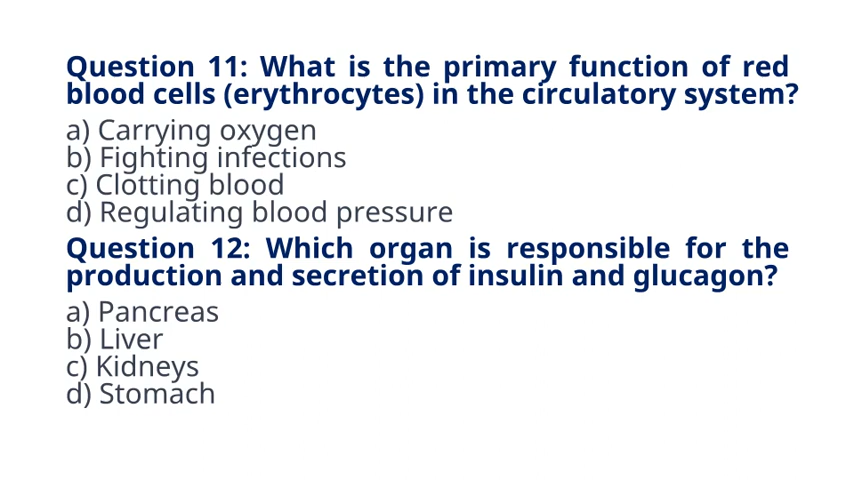 Question 11: What is the primary function of red
blood cells (erythrocytes) in the circulatory system?
a) Carrying oxygen
b) Fighting infections
c) Clotting blood
d) Regulating blood pressure
Question 12: Which organ is responsible for the
production and secretion of insulin and glucagon?
a) Pancreas
b) Liver
c) Kidneys
d) Stomach